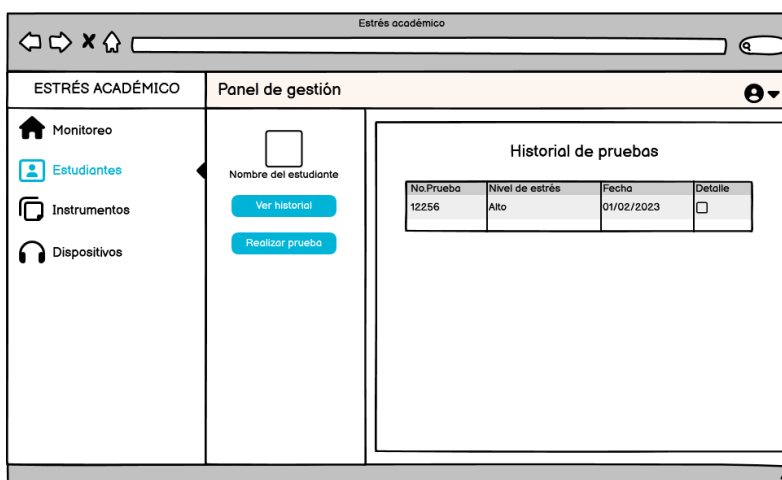 Estrés académico
ESTRÉS ACADÉMICO
Panel de gestión
Monitoreo
Estudiantes
Instrumentos
Dispositivos
Nombre del estudiante
Ver historial
Realizar prueba
Historial de pruebas
No.Prueba Nivel de estrés Fecha Detalle
12256 Alto 01/02/2023